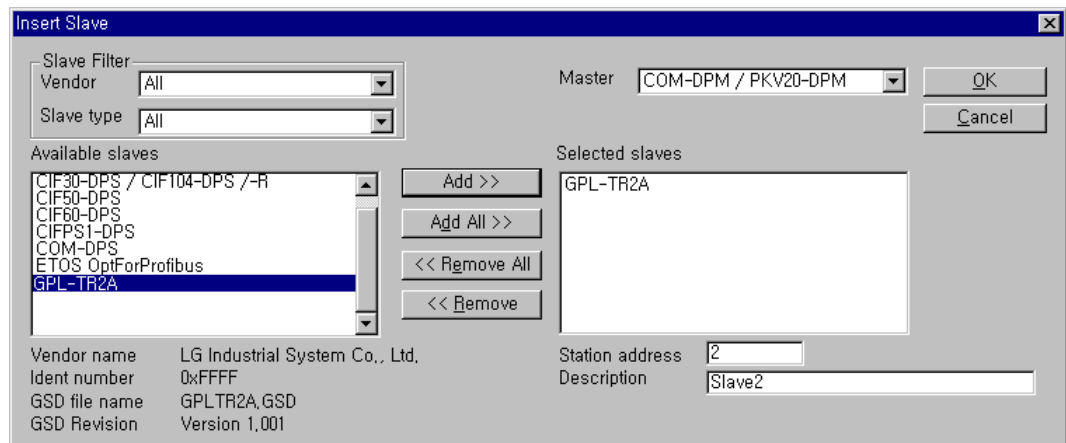 Insert Slave
Slave Filter
Vendor All
Slave type All
Master COM-DPM / PKV20-DPM
OK
Cancel
Available slaves
CIF30-DPS / CIF104-DPS /-R
CIF50-DPS
CIF60-DPS
CIFPS1-DPS
COM-DPS
ETOS OptForProfibus
GPL-TR2A
Add >>
Add All >>
<< Remove All
<< Remove
Selected slaves
GPL-TR2A
Vendor name LG Industrial System Co,, Ltd,
Ident number 0xFFFF
GSD file name GPLTR2A,GSD
GSD Revision Version 1,001
Station address 2
Description Slave2